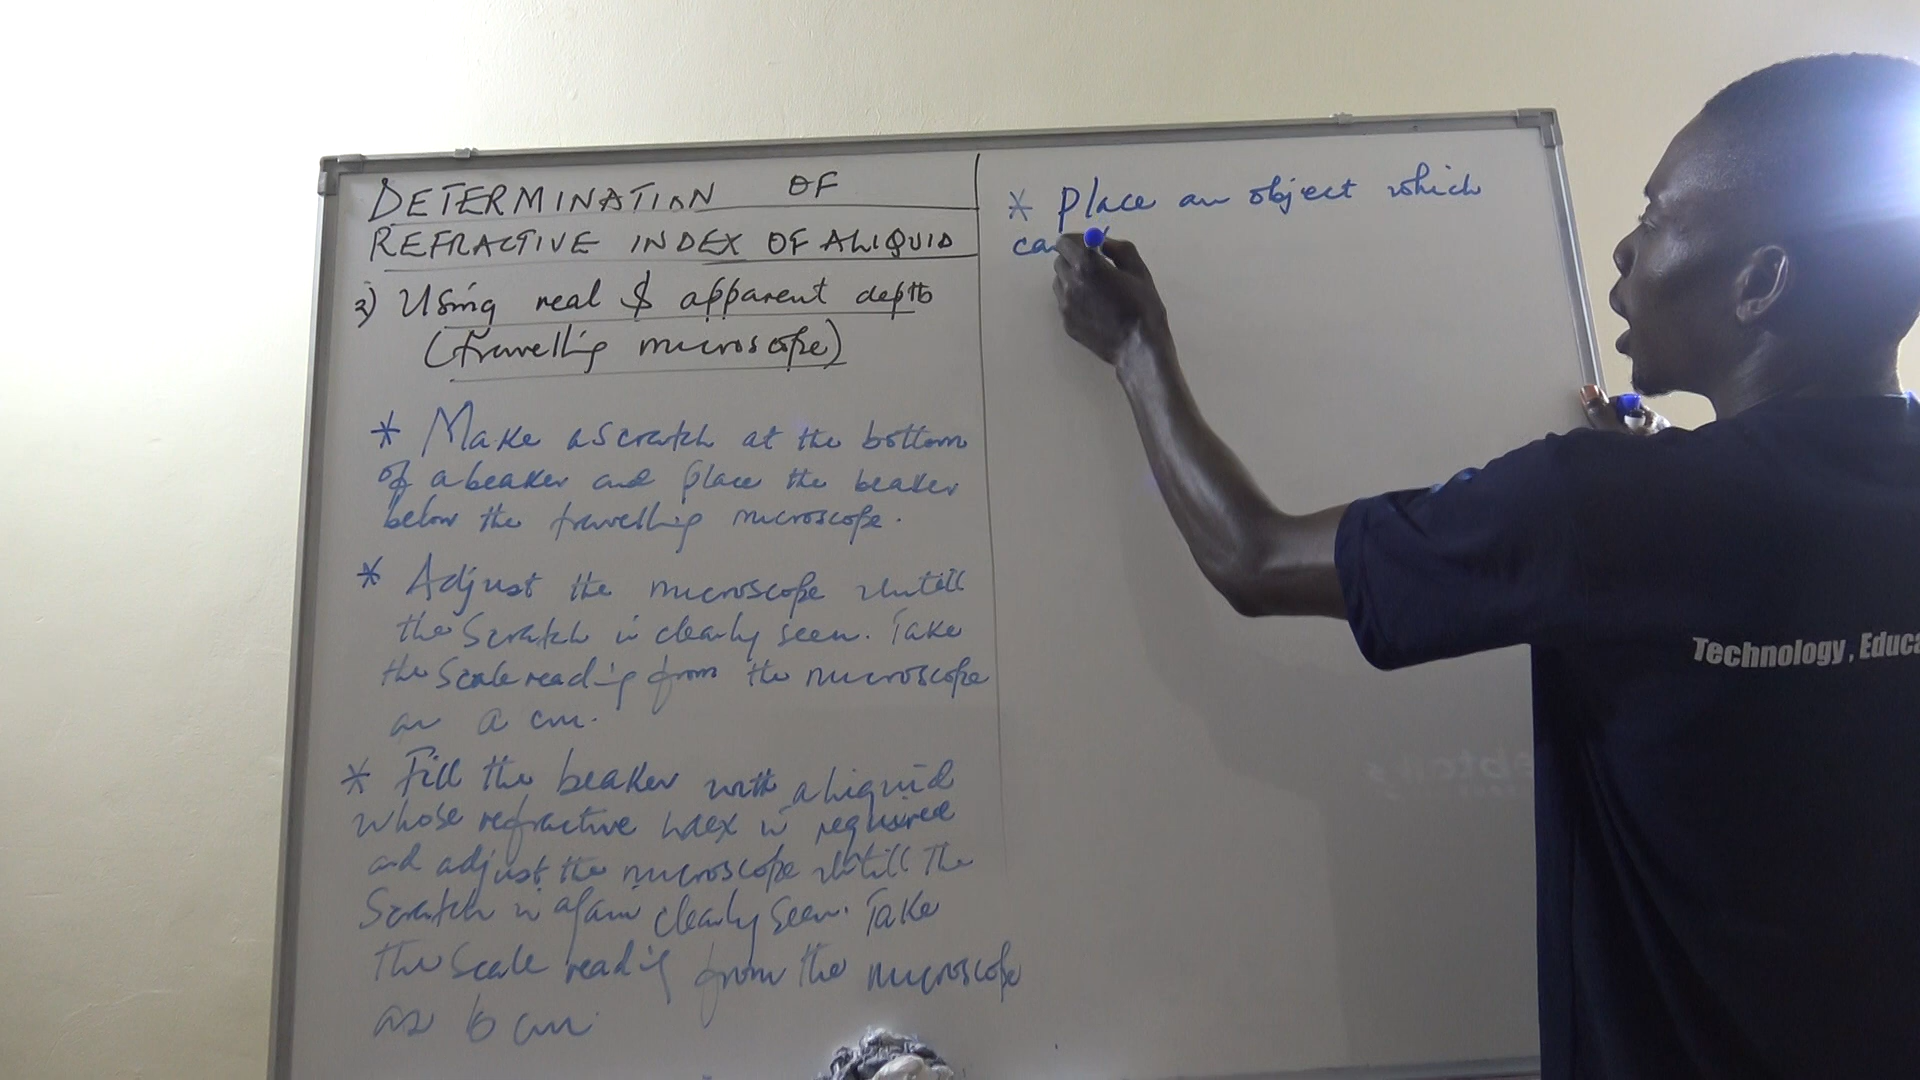 DETERMINATION OF
REFRACTIVE INDEX OF A LIQUID
2) Using real & apparent depth
(travelling microscope)
* Make a scratch at the bottom
of a beaker and place the beaker
below the travelling microscope.
* Adjust the microscope untill
the scratch is clearly seen. Take
the scale reading from the microscope
as a cm.
* Fill the beaker with a liquid
whose refractive index is required
and adjust the microscope untill the
scratch is again clearly seen. Take
the scale reading from the microscope
as b cm.
* Place an object which
can
Technology, Educa